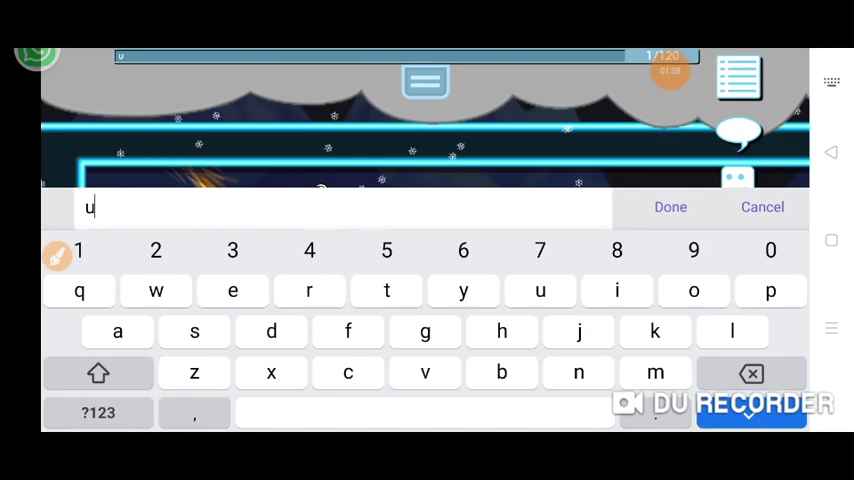 u
1/120
01:08
u
Done
Cancel
1 2 3 4 5 6 7 8 9 0
q w e r t y u i o p
a s d f g h j k l
z x c v b n m
DU RECORDER
?123 , .